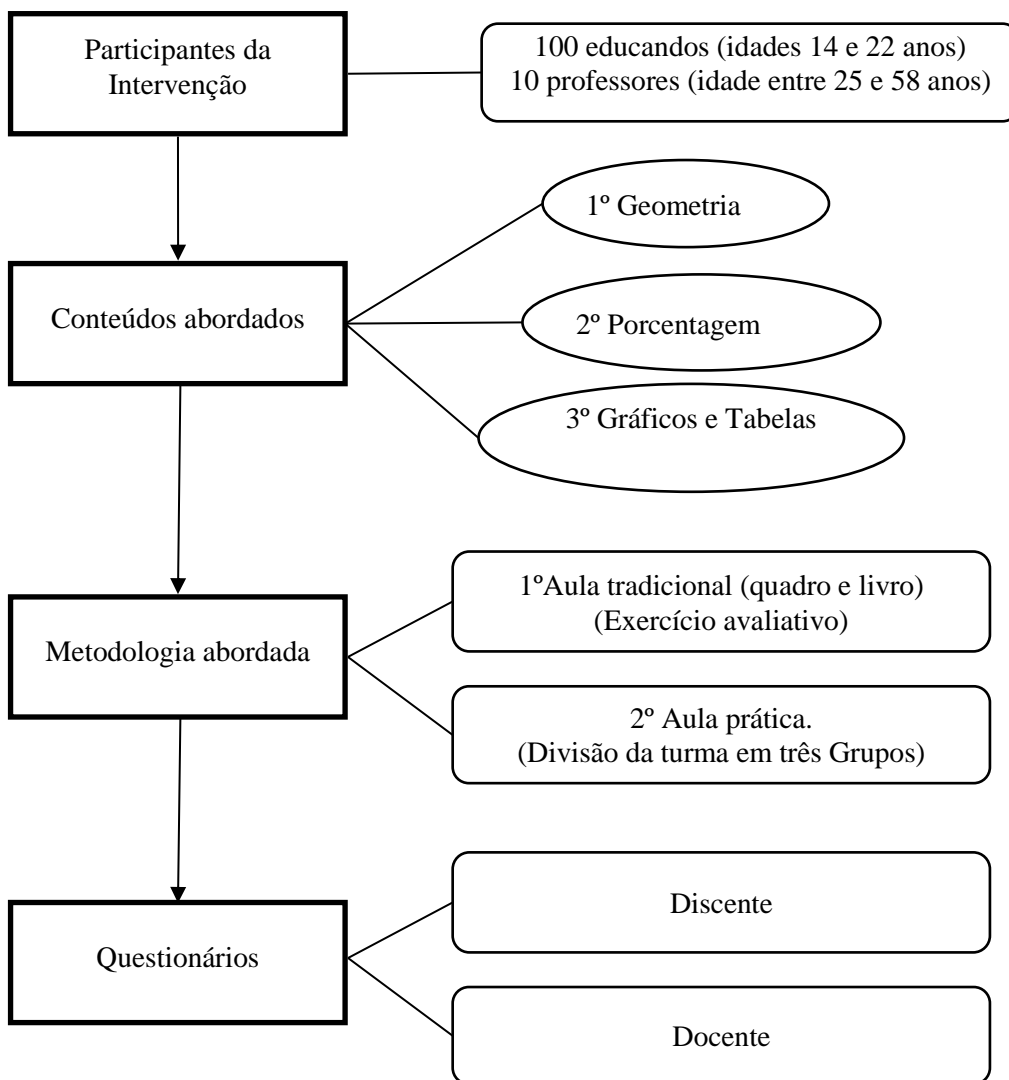 Participantes da
Intervenção
100 educandos (idades 14 e 22 anos)
10 professores (idade entre 25 e 58 anos)
1º Geometria
Conteúdos abordados
2º Porcentagem
3º Gráficos e Tabelas
1ºAula tradicional (quadro e livro)
(Exercício avaliativo)
Metodologia abordada
2º Aula prática.
(Divisão da turma em três Grupos)
Discente
Questionários
Docente